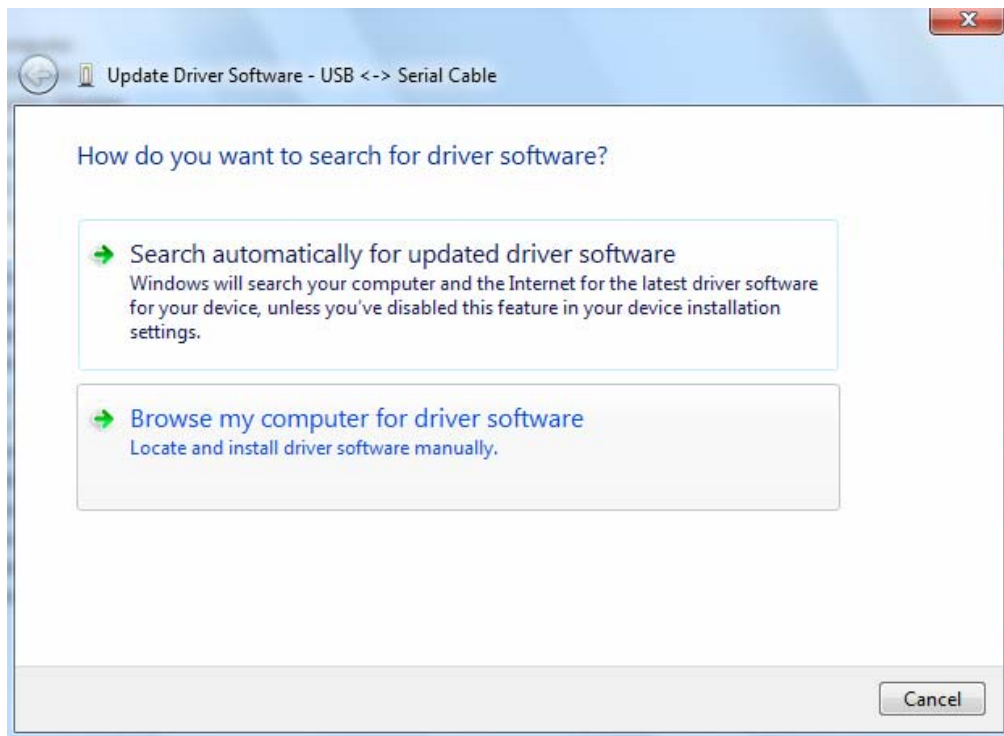 Update Driver Software - USB <-> Serial Cable
How do you want to search for driver software?
Search automatically for updated driver software
Windows will search your computer and the Internet for the latest driver software
for your device, unless you've disabled this feature in your device installation
settings.
Browse my computer for driver software
Locate and install driver software manually.
Cancel